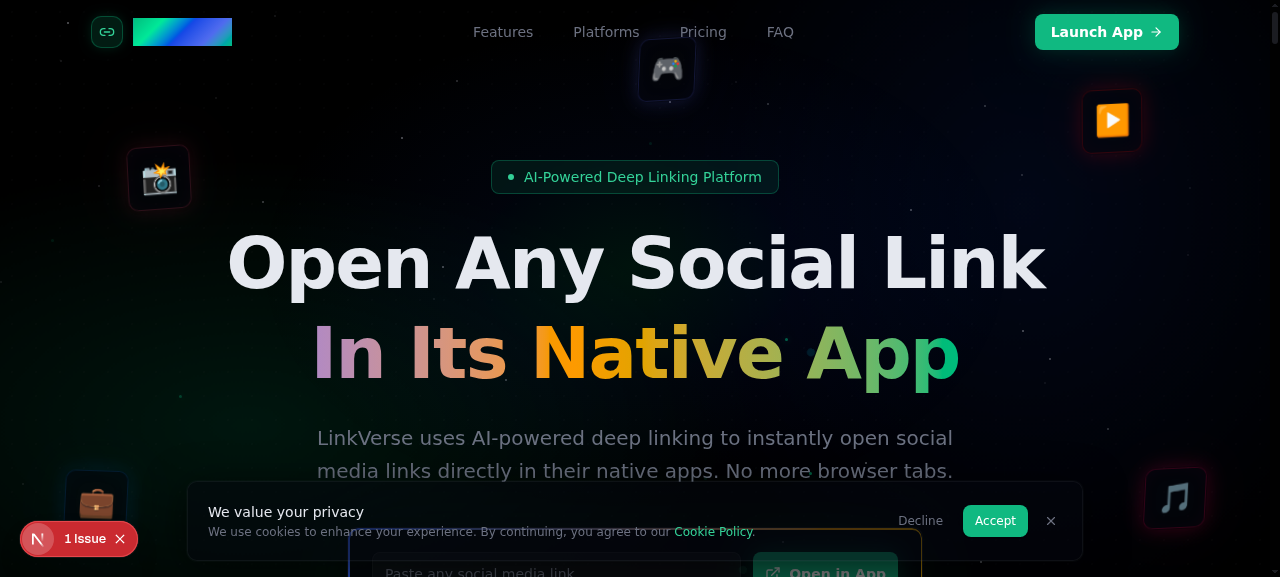 Features Platforms Pricing FAQ Launch App
AI-Powered Deep Linking Platform
Open Any Social Link
In Its Native App
LinkVerse uses AI-powered deep linking to instantly open social
media links directly in their native apps. No more browser tabs.
We value your privacy
We use cookies to enhance your experience. By continuing, you agree to our Cookie Policy.
Decline Accept
N 1 Issue
Paste any social media link Open in App